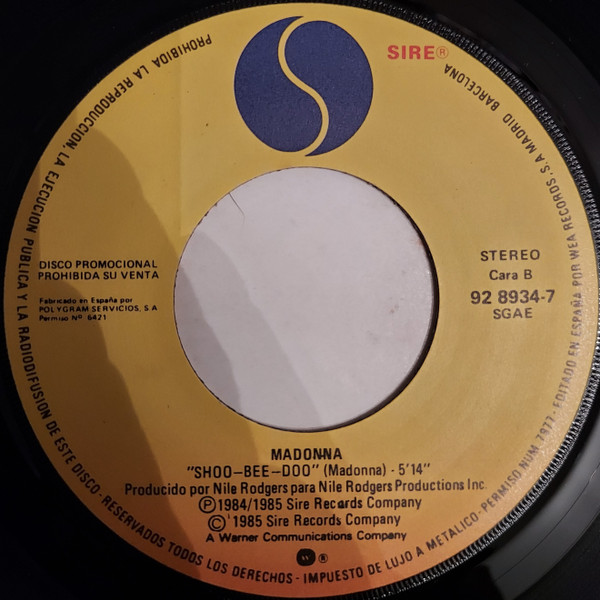 SIRE®
PROHIBIDA LA REPRODUCCION, LA EJECUCION PUBLICA Y LA RADIODIFUSION DE ESTE DISCO - RESERVADOS TODOS LOS DERECHOS - IMPUESTO DE LUJO A METALICO - PERMISO NUM 7977 - EDITADO EN ESPAÑA POR WEA RECORDS, S.A MADRID BARCELONA
DISCO PROMOCIONAL
PROHIBIDA SU VENTA
Fabricado en España por
POLYGRAM SERVICIOS, S.A
Permiso Nº 6421
STEREO
Cara B
92 8934-7
SGAE
MADONNA
"SHOO-BEE-DOO" (Madonna) - 5'14"
Producido por Nile Rodgers para Nile Rodgers Productions Inc.
Ⓟ 1984/1985 Sire Records Company
© 1985 Sire Records Company
A Warner Communications Company
®